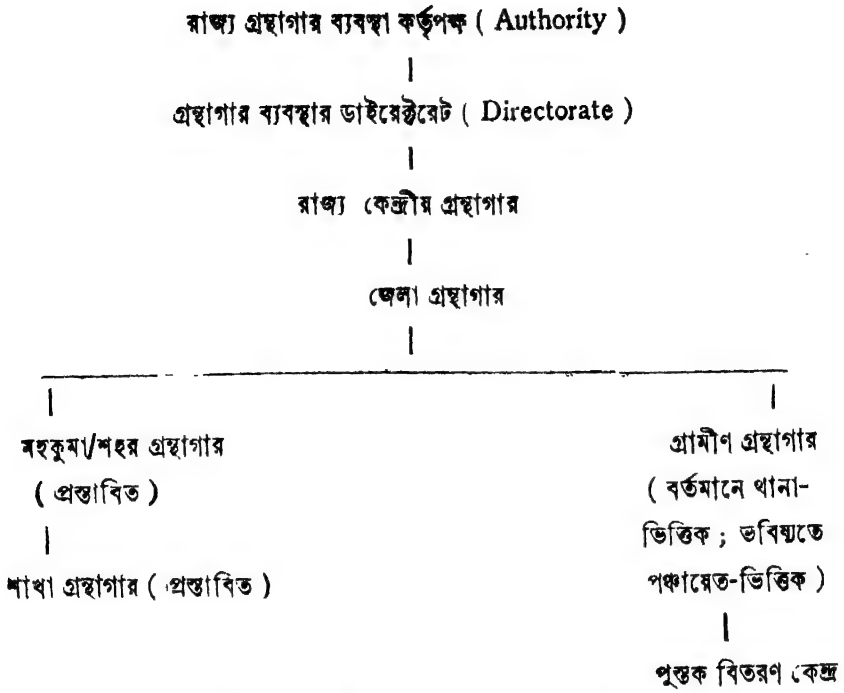 রাজ্য গ্রন্থাগার ব্যবস্থা কর্তৃপক্ষ ( Authority )
গ্রন্থাগার ব্যবস্থার ডাইরেক্টরেট ( Directorate )
রাজ্য কেন্দ্রীয় গ্রন্থাগার
জেলা গ্রন্থাগার
মহকুমা/শহর গ্রন্থাগার
( প্রস্তাবিত )
শাখা গ্রন্থাগার ( প্রস্তাবিত )
গ্রামীণ গ্রন্থাগার
( বর্তমানে থানা-
ভিত্তিক ; ভবিষ্যতে
পঞ্চায়েত-ভিত্তিক )
পুস্তক বিতরণ কেন্দ্র